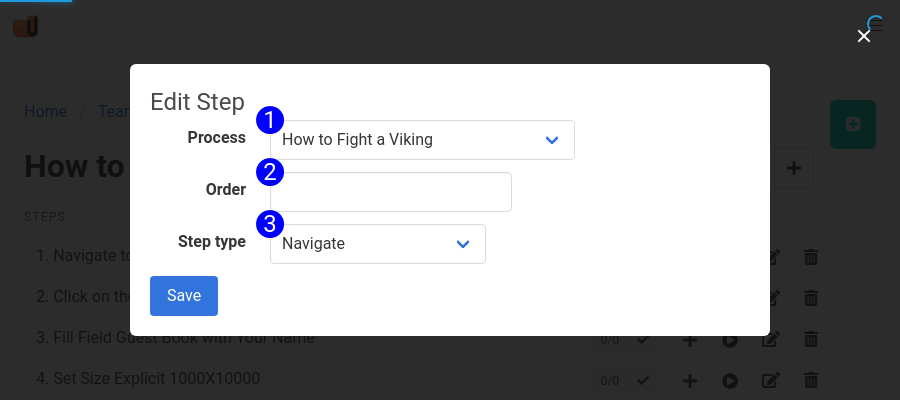 Edit Step
1
Process
How to Fight a Viking
2
Order
3
Step type
Navigate
Save
Home / Team
How to
STEPS
1. Navigate to
2. Click on the
3. Fill Field Guest Book with Your Name
0/0
4. Set Size Explicit 1000X10000
0/0